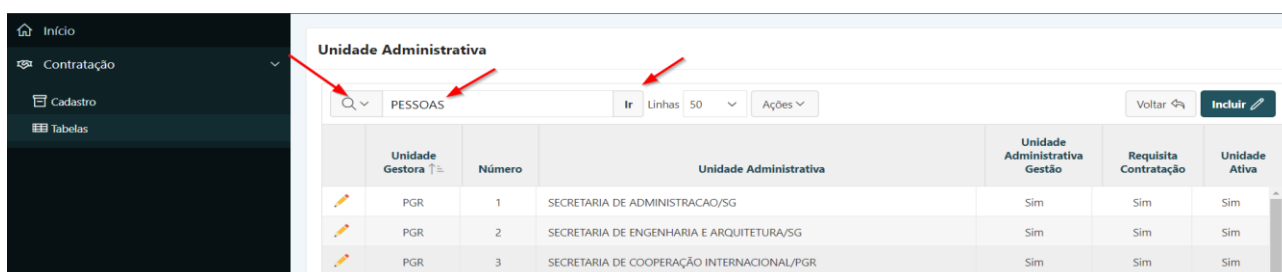 Início
Contratação
Cadastro
Tabelas
Unidade Administrativa
PESSOAS Ir Linhas 50 Ações Voltar Incluir
Unidade Gestora Número Unidade Administrativa Unidade Administrativa Gestão Requisita Contratação Unidade Ativa
PGR 1 SECRETARIA DE ADMINISTRACAO/SG Sim Sim Sim
PGR 2 SECRETARIA DE ENGENHARIA E ARQUITETURA/SG Sim Sim Sim
PGR 3 SECRETARIA DE COOPERAÇÃO INTERNACIONAL/PGR Sim Sim Sim